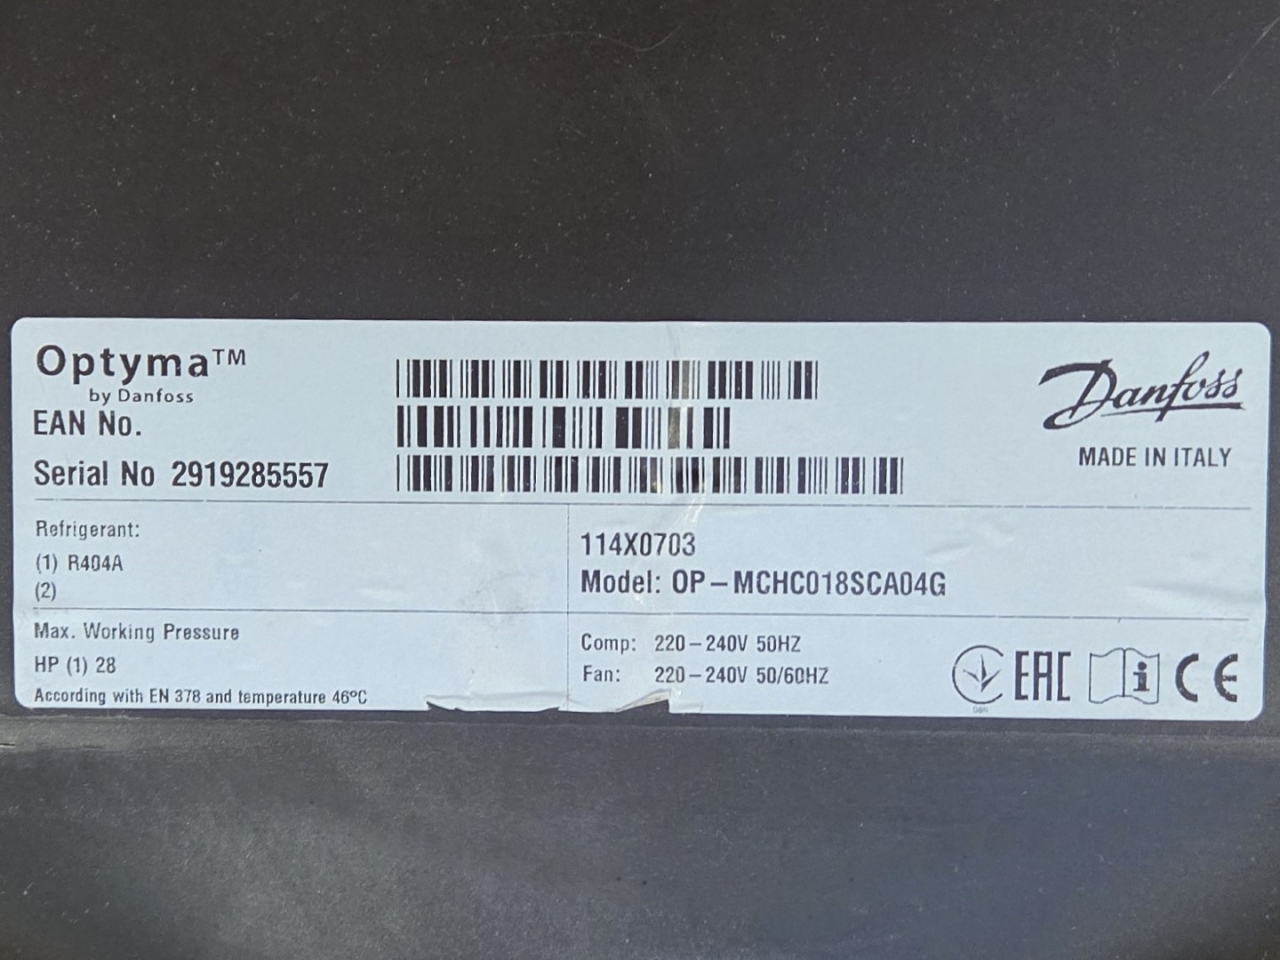 Optyma™
by Danfoss
EAN No.
Serial No 2919285557
Danfoss
MADE IN ITALY
Refrigerant:
(1) R404A
(2)
114X0703
Model: OP-MCHC018SCA04G
Max. Working Pressure
HP (1) 28
According with EN 378 and temperature 46°C
Comp: 220-240V 50HZ
Fan: 220-240V 50/60HZ
EAC
i
CE